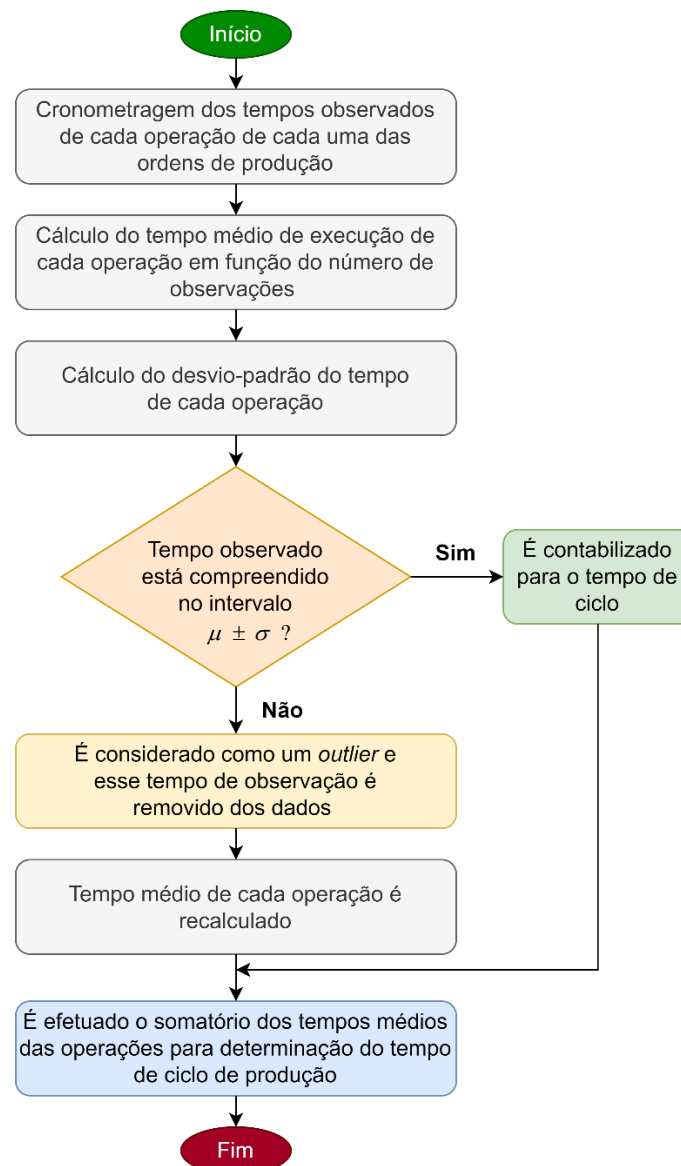 Início
Cronometragem dos tempos observados
de cada operação de cada uma das
ordens de produção
Cálculo do tempo médio de execução de
cada operação em função do número de
observações
Cálculo do desvio-padrão do tempo
de cada operação
Tempo observado
está compreendido
no intervalo
μ ± σ ?
Sim
É contabilizado
para o tempo de
ciclo
Não
É considerado como um outlier e
esse tempo de observação é
removido dos dados
Tempo médio de cada operação é
recalculado
É efetuado o somatório dos tempos médios
das operações para determinação do tempo
de ciclo de produção
Fim